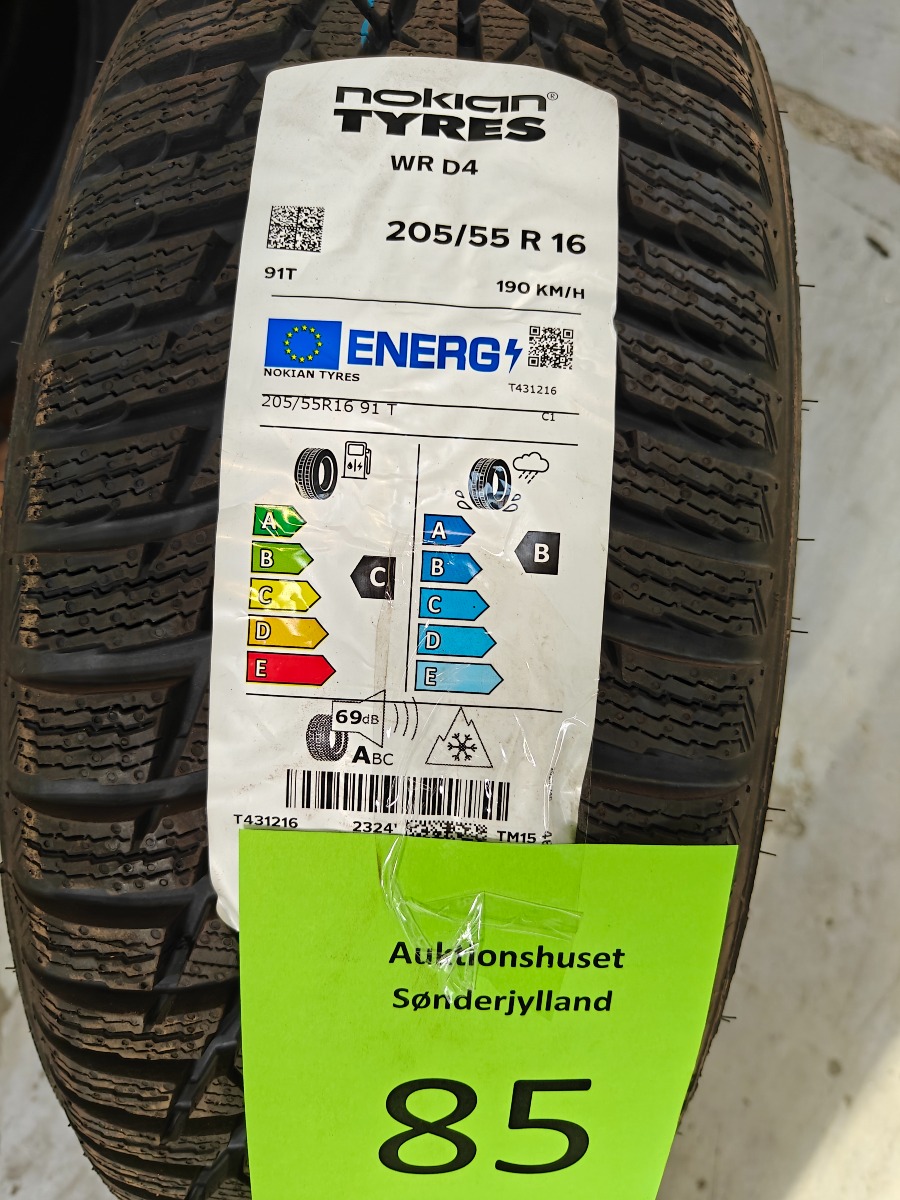 nokian®
TYRES
WR D4
205/55 R 16
91T
190 KM/H
ENERG
NOKIAN TYRES
T431216
205/55R16 91 T
C1
A
B
C
D
E
C
A
B
C
D
E
B
69dB
ABC
T431216
2324'
TM15
Auktionshuset
Sønderjylland
85